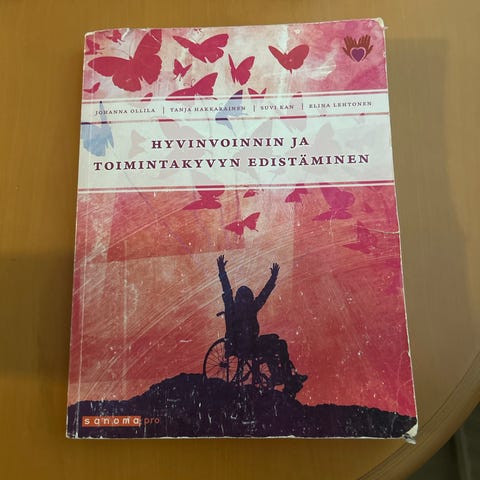 JOHANNA OLLILA | TANJA HAKKARAINEN | SUVI KAN | ELINA LEHTONEN
HYVINVOINNIN JA
TOIMINTAKYVYN EDISTÄMINEN
sanoma pro